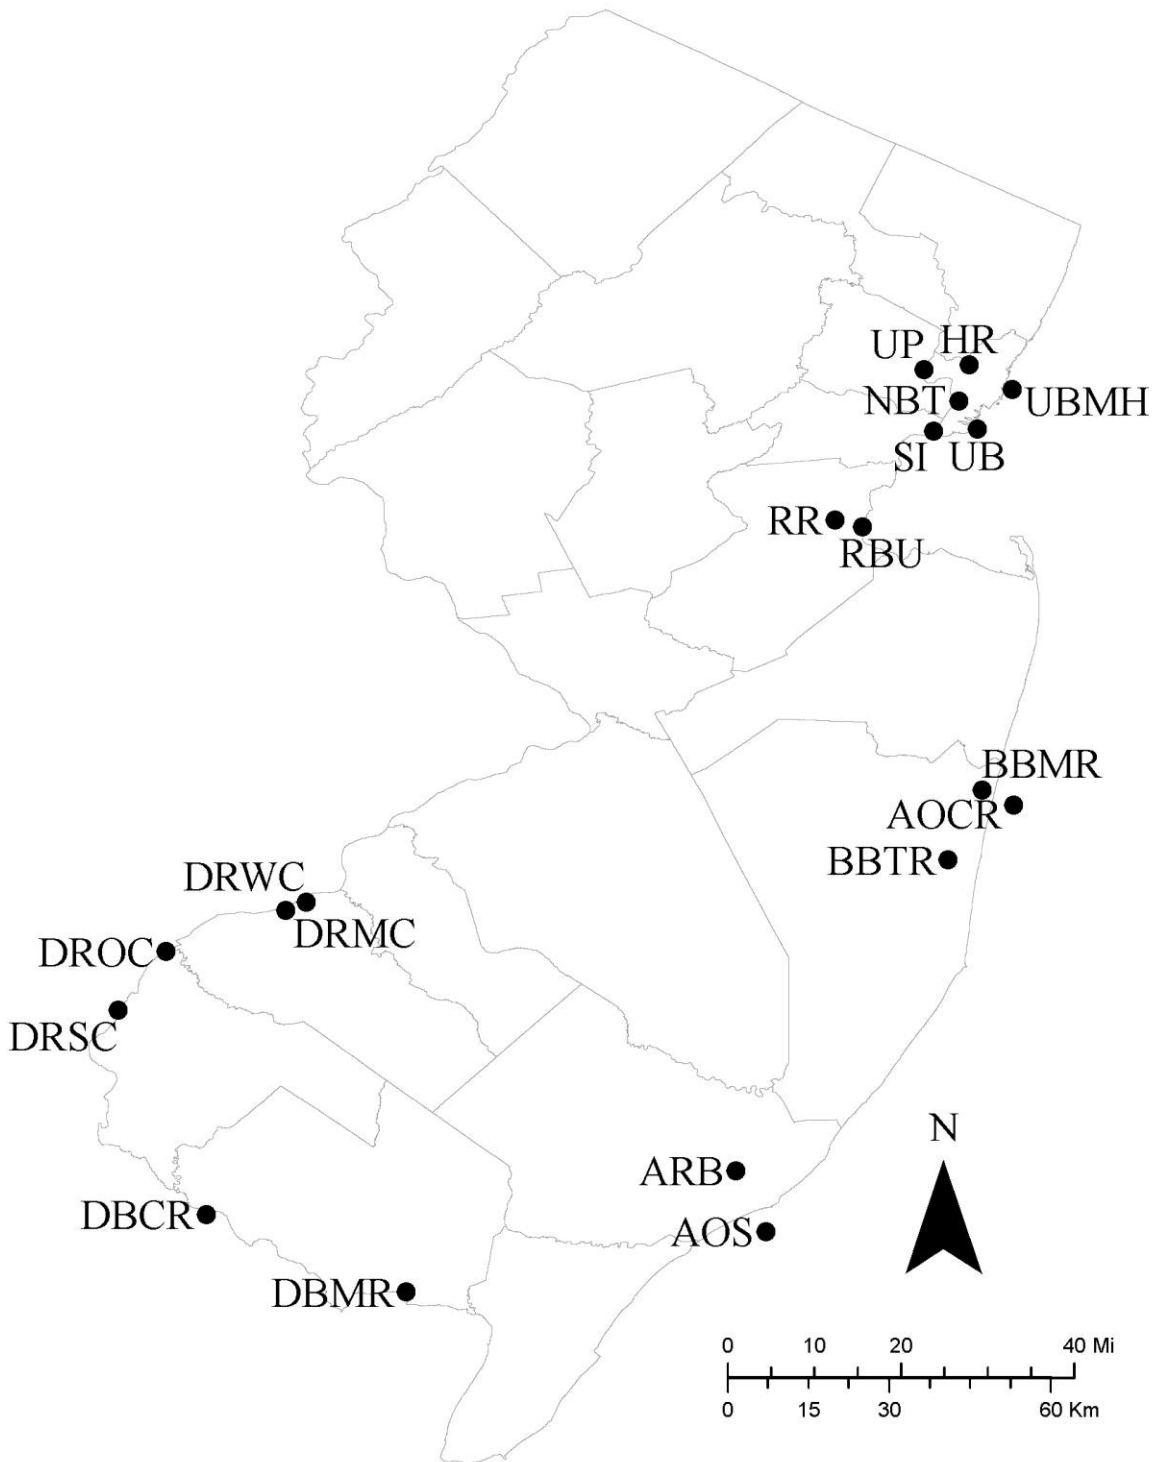 UP HR
NBT UBMH
SI UB
RR
RBU
BBMR
AOCR
BBTR
DRWC
DRMC
DROC
DRSC
N
ARB
DBCR
AOS
DBMR
0 10 20 40 Mi
0 15 30 60 Km